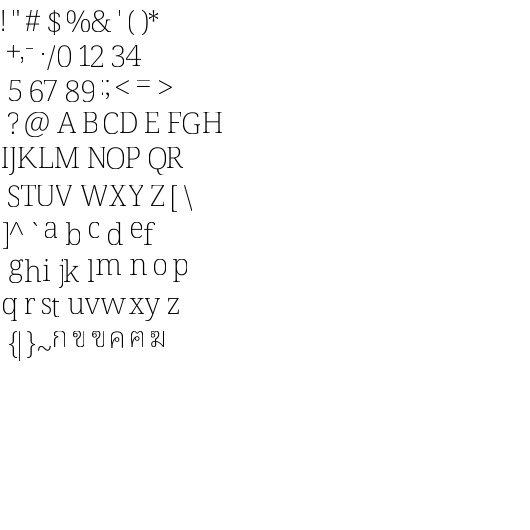 ! " # $ %& ' ( )*
+,- ./0 12 34
5 67 89 :; < = >
? @ A B CD E FGH
IJKLM NOP QR
STUV WXY Z [ \
]^ ` a b c d ef
ghi jk lm n o p
q r st uvwxy z
{|}~ก ข ฃ ค ฅ ฆ